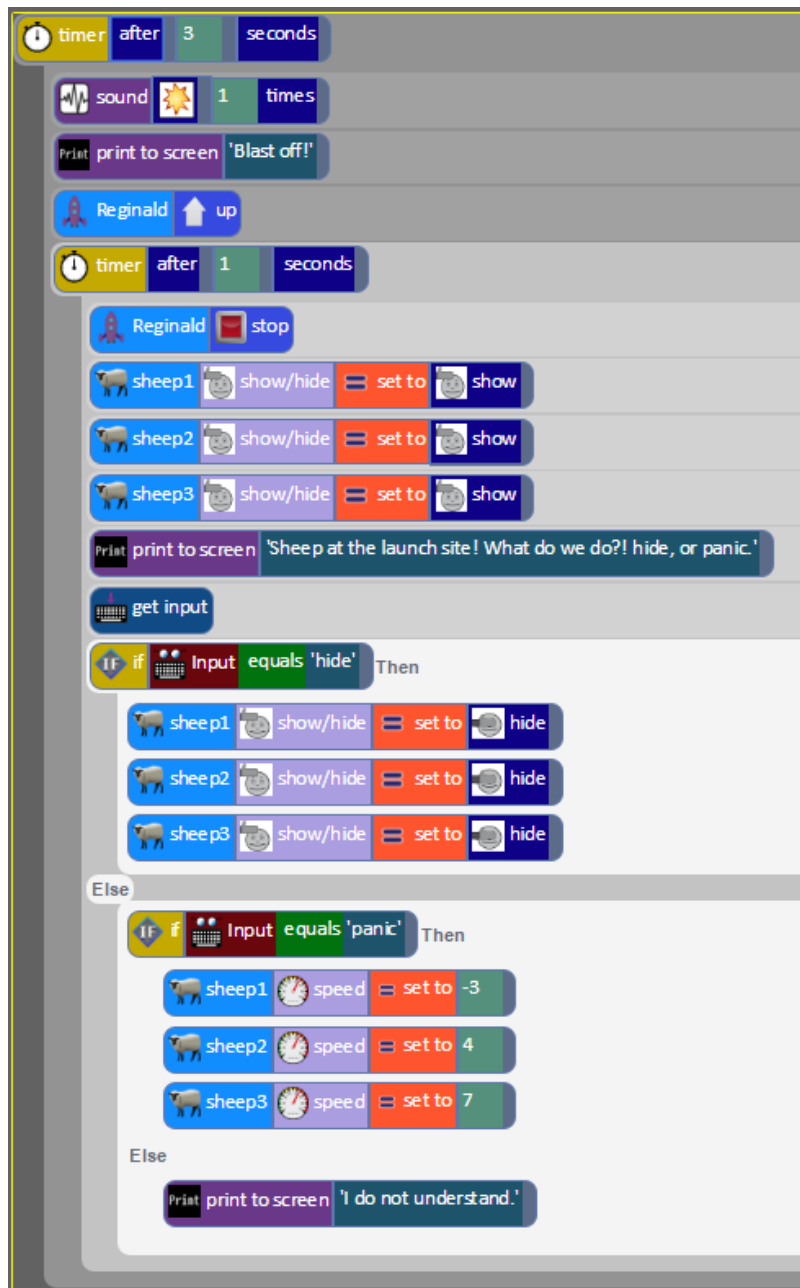 timer after 3 seconds
sound 1 times
Print print to screen 'Blast off!'
Reginald up
timer after 1 seconds
Reginald stop
sheep1 show/hide = set to show
sheep2 show/hide = set to show
sheep3 show/hide = set to show
Print print to screen 'Sheep at the launch site! What do we do?! hide, or panic.'
get input
IF if Input equals 'hide' Then
sheep1 show/hide = set to hide
sheep2 show/hide = set to hide
sheep3 show/hide = set to hide
Else
IF if Input equals 'panic' Then
sheep1 speed = set to -3
sheep2 speed = set to 4
sheep3 speed = set to 7
Else
Print print to screen 'I do not understand.'